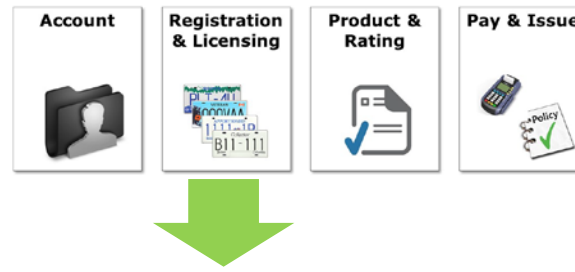 Account
Registration
& Licensing
Product &
Rating
Pay & Issue
B11-111
Policy